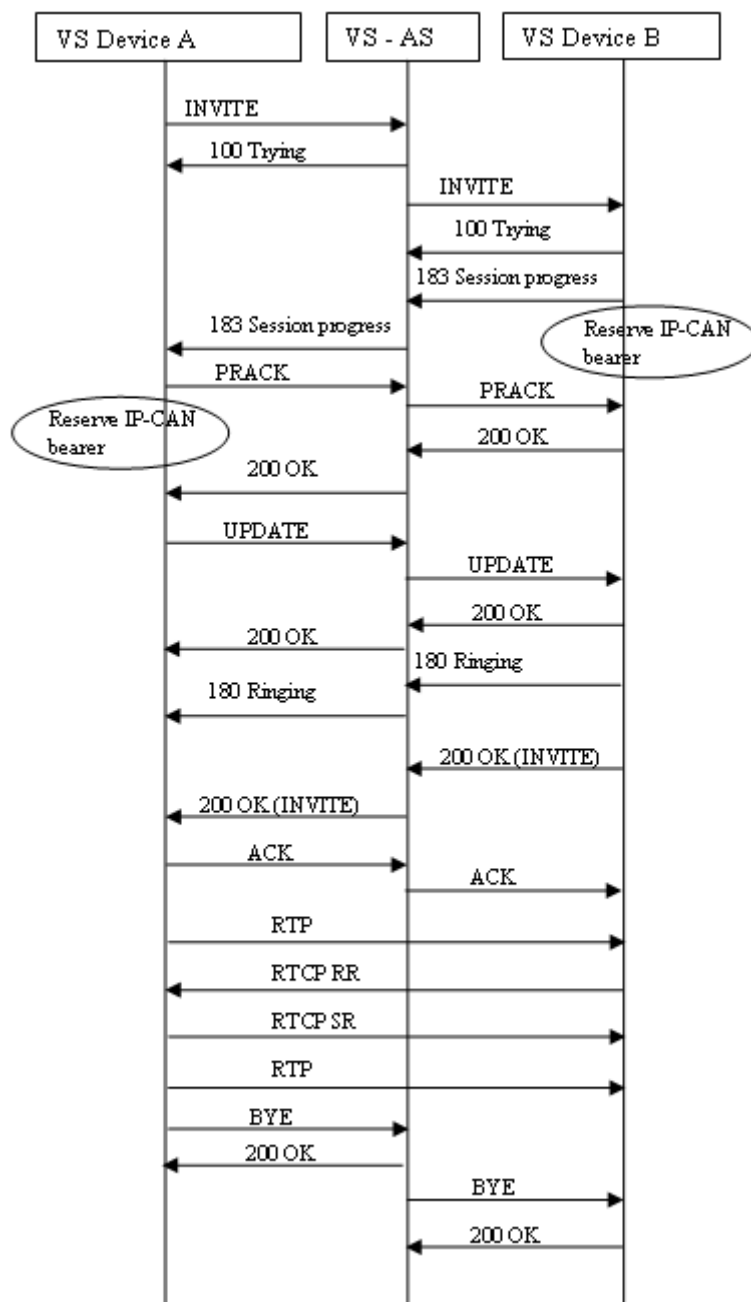 VS Device A
VS - AS
VS Device B
INVITE
100 Trying
INVITE
100 Trying
183 Session progress
Reserve IP-CAN
bearer
183 Session progress
PRACK
PRACK
Reserve IP-CAN
bearer
200 OK
200 OK
UPDATE
UPDATE
200 OK
200 OK
180 Ringing
180 Ringing
200 OK (INVITE)
200 OK (INVITE)
ACK
ACK
RTP
RTCP RR
RTCP SR
RTP
BYE
200 OK
BYE
200 OK